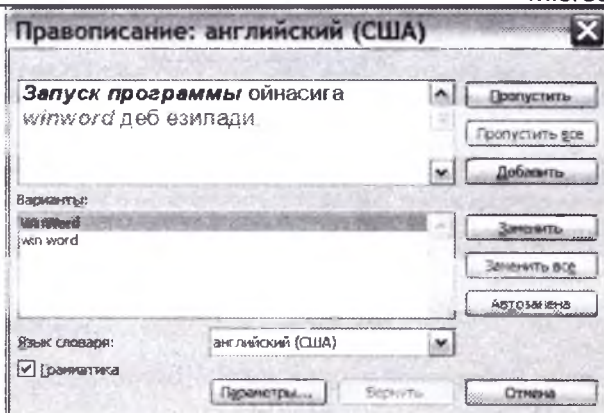 Правописание: английский (США)
Запуск программы ойнасига
winword деб езилади
Пропустить
Пропустить все
Добавить
Варианты:
WinWord
win word
Заменить
Заменить все
Автозамена
Язык словаря:
английский (США)
Грамматика
Параметры...
Вернуть
Отмена